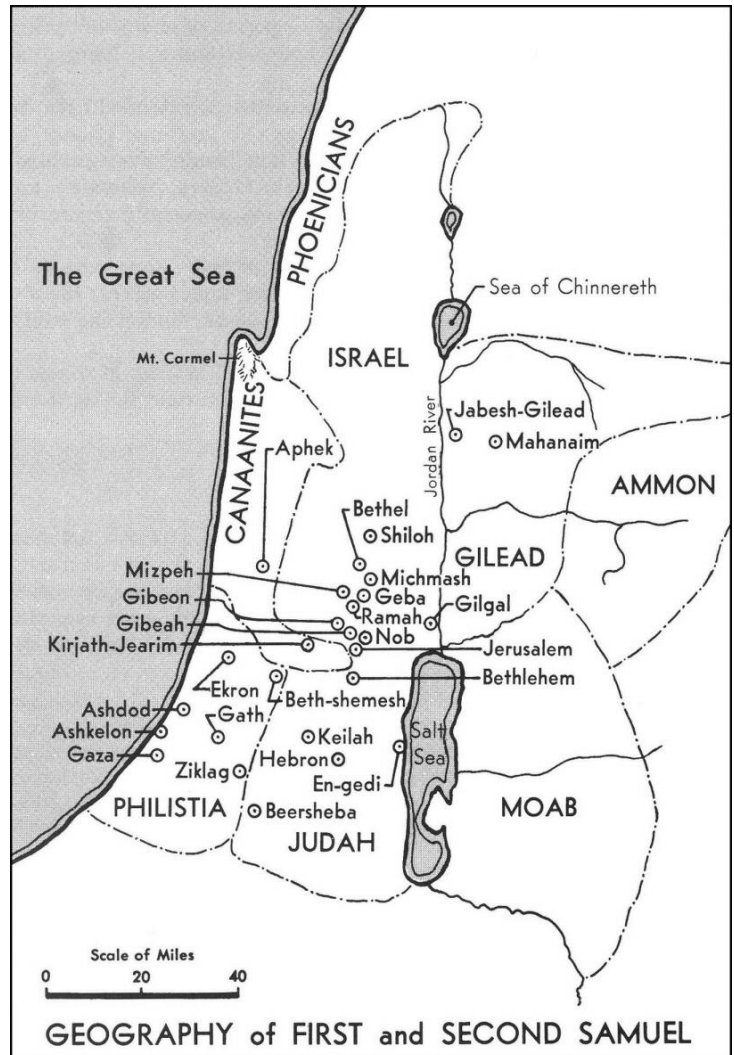 PHOENICIANS
The Great Sea
Sea of Chinnereth
Mt. Carmel
ISRAEL
CANAANITES
Jordan River
Jabesh-Gilead
Mahanaim
Aphek
AMMON
Bethel
Shiloh
GILEAD
Mizpeh
Michmash
Gibeon
Geba
Ramah
Gilgal
Gibeah
Nob
Kirjath-Jearim
Jerusalem
Ekron
Beth-shemesh
Bethlehem
Ashdod
Gath
Ashkelon
Keilah
Salt
Sea
Gaza
Hebron
Ziklag
En-gedi
PHILISTIA
Beersheba
MOAB
JUDAH
Scale of Miles
0 20 40
GEOGRAPHY of FIRST and SECOND SAMUEL